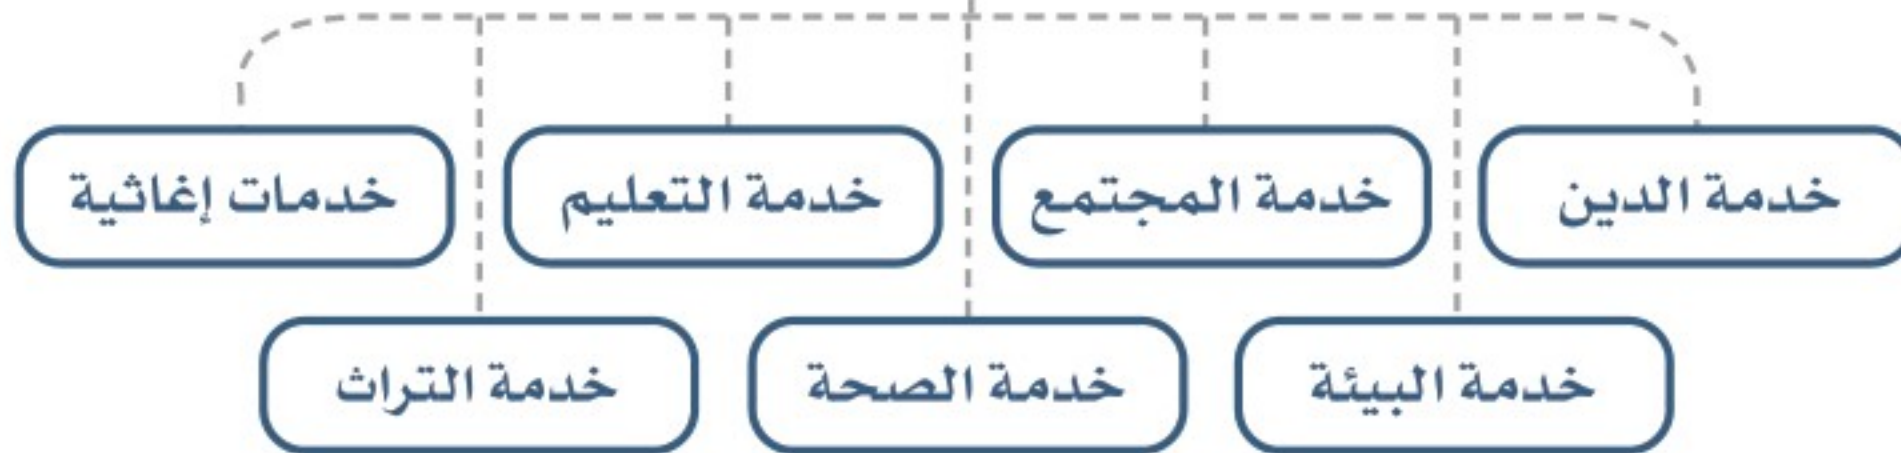 خدمة الدين
خدمة المجتمع
خدمة التعليم
خدمات إغاثية
خدمة البيئة
خدمة الصحة
خدمة التراث